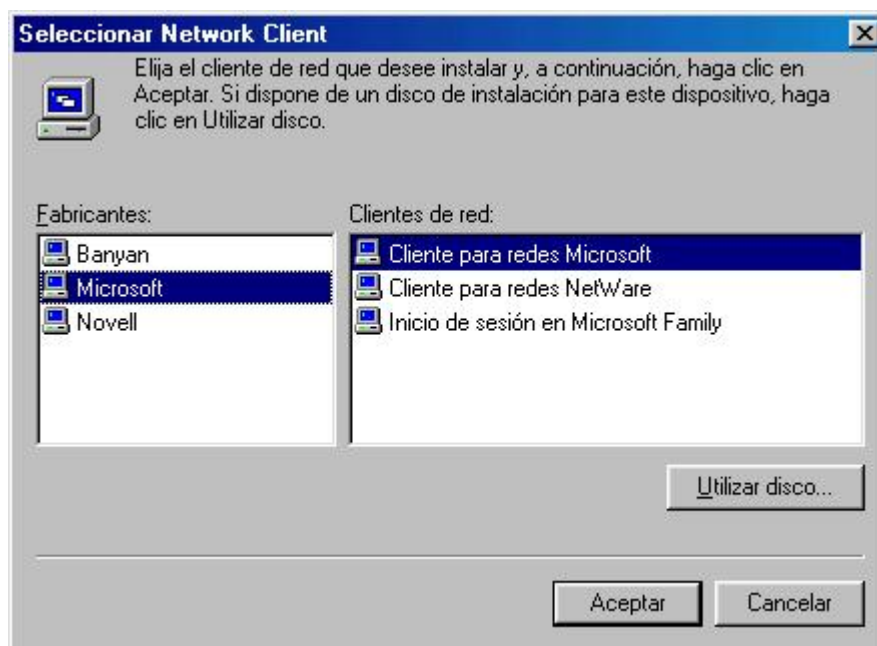 Seleccionar Network Client
Elija el cliente de red que desee instalar y, a continuación, haga clic en
Aceptar. Si dispone de un disco de instalación para este dispositivo, haga
clic en Utilizar disco.
Fabricantes:
Banyan
Microsoft
Novell
Clientes de red:
Cliente para redes Microsoft
Cliente para redes NetWare
Inicio de sesión en Microsoft Family
Utilizar disco...
Aceptar
Cancelar